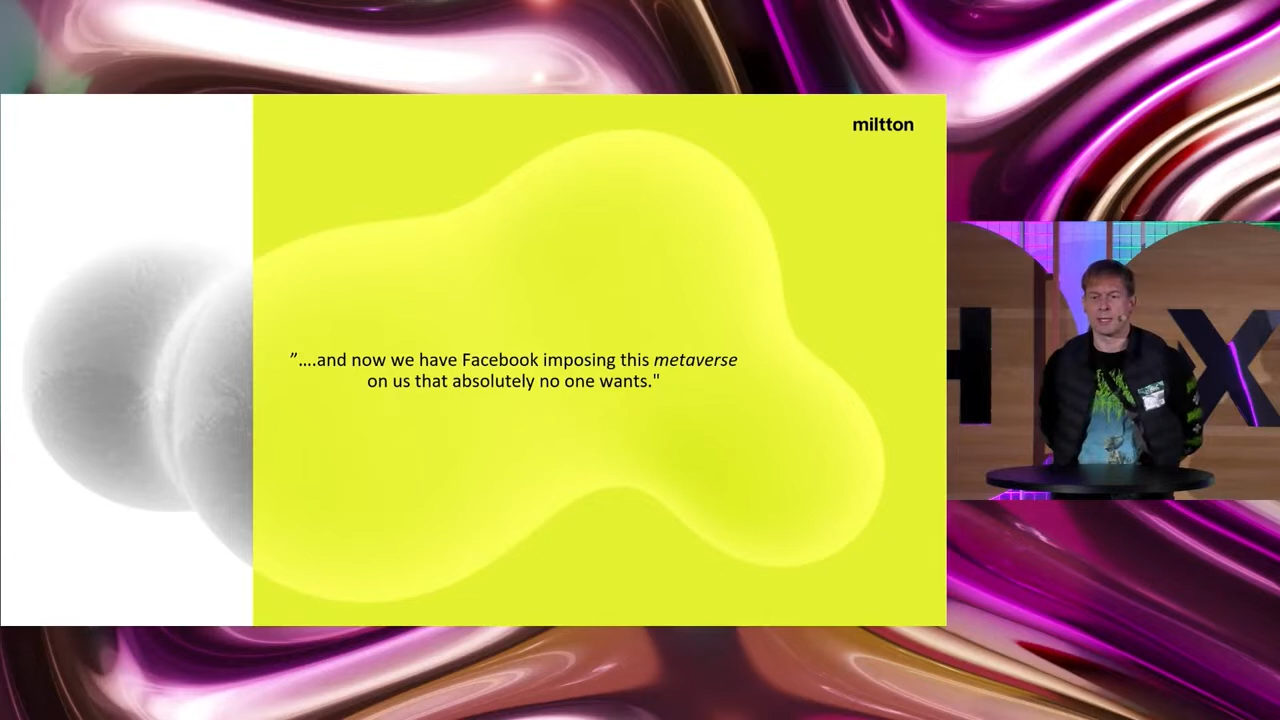 miltton
”....and now we have Facebook imposing this metaverse
on us that absolutely no one wants."
H X